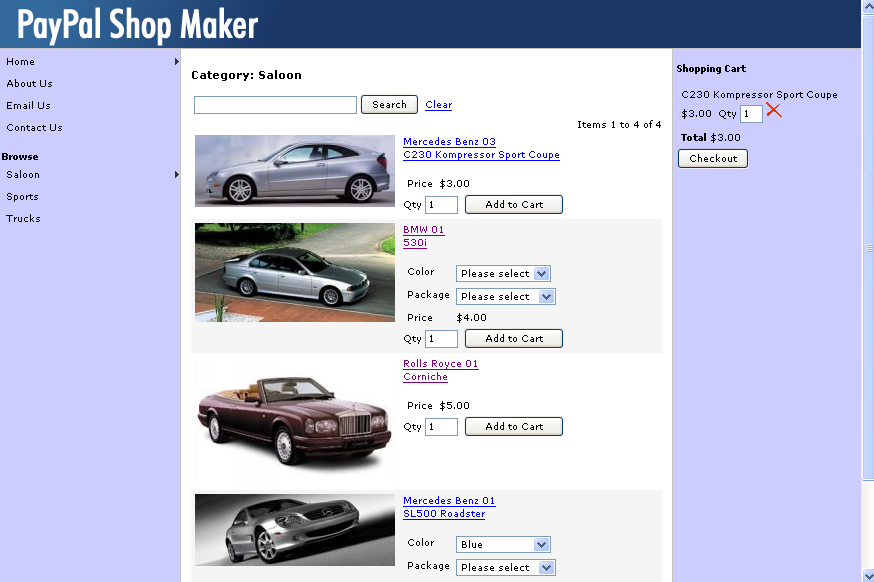 PayPal Shop Maker
Home
About Us
Email Us
Contact Us
Browse
Saloon
Sports
Trucks
Category: Saloon
Search Clear
Items 1 to 4 of 4
Mercedes Benz 03
C230 Kompressor Sport Coupe
Price $3.00
Qty 1 Add to Cart
BMW 01
530i
Color Please select
Package Please select
Price $4.00
Qty 1 Add to Cart
Rolls Royce 01
Corniche
Price $5.00
Qty 1 Add to Cart
Mercedes Benz 01
SL500 Roadster
Color Blue
Package Please select
Shopping Cart
C230 Kompressor Sport Coupe
$3.00 Qty 1
Total $3.00
Checkout